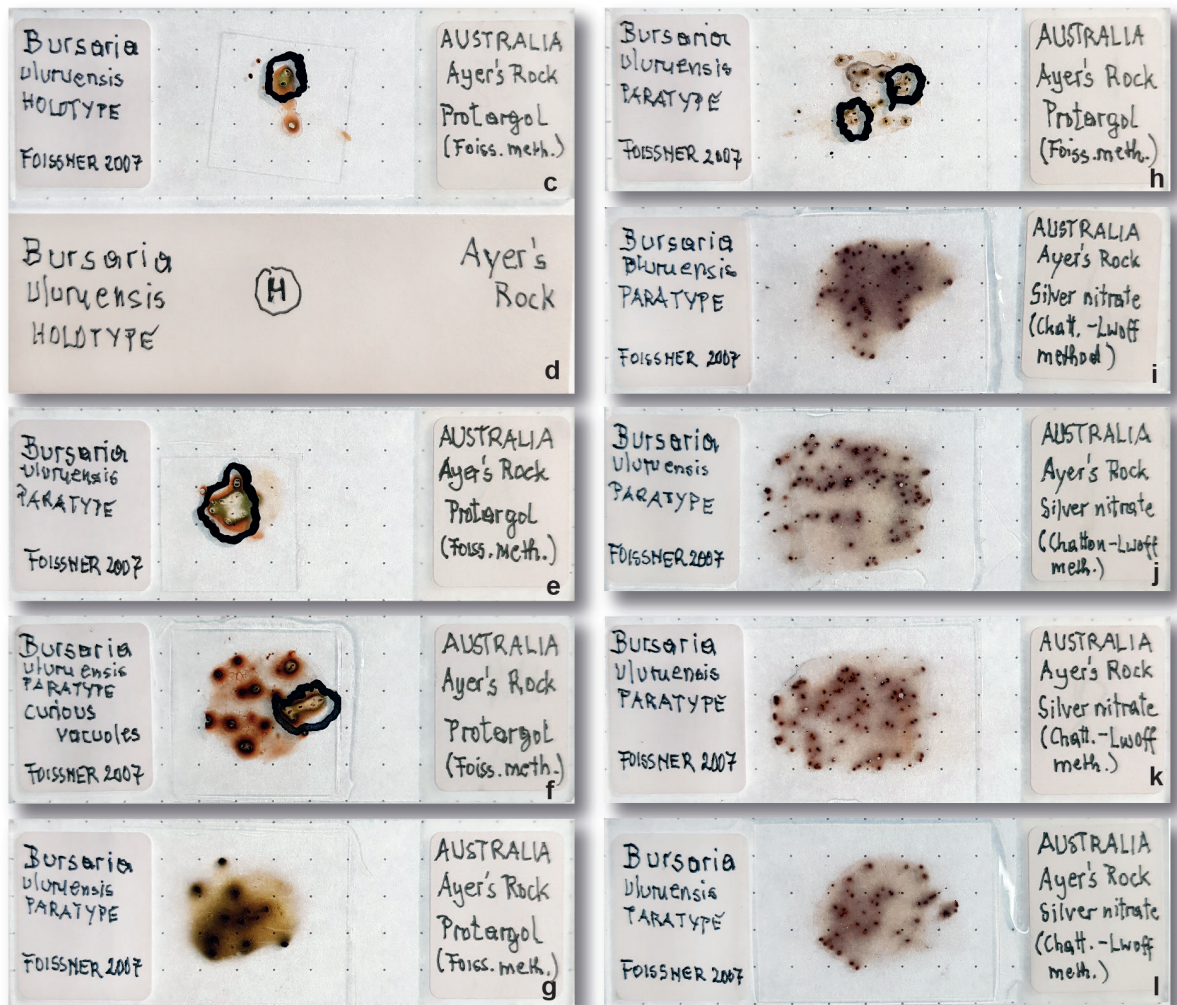 Bursaria
uluruensis
HOLOTYPE
FOISSNER 2007
AUSTRALIA
Ayer's Rock
Protargol
(Foiss. meth.)
c
Bursaria
uluruensis
HOLOTYPE
H
Ayer's
Rock
d
Bursaria
uluruensis
PARATYPE
FOISSNER 2007
AUSTRALIA
Ayer's Rock
Protargol
(Foiss. meth.)
e
Bursaria
uluruensis
PARATYPE
curious
vacuoles
FOISSNER 2007
AUSTRALIA
Ayer's Rock
Protargol
(Foiss. meth.)
f
Bursaria
uluruensis
PARATYPE
FOISSNER 2007
AUSTRALIA
Ayer's Rock
Protargol
(Foiss. meth.)
g
Bursaria
uluruensis
PARATYPE
FOISSNER 2007
AUSTRALIA
Ayer's Rock
Protargol
(Foiss. meth.)
h
Bursaria
uluruensis
PARATYPE
FOISSNER 2007
AUSTRALIA
Ayer's Rock
Silver nitrate
(Chatt.-Lwoff
method)
i
Bursaria
uluruensis
PARATYPE
FOISSNER 2007
AUSTRALIA
Ayer's Rock
Silver nitrate
(Chatton-Lwoff
meth.)
j
Bursaria
uluruensis
PARATYPE
FOISSNER 2007
AUSTRALIA
Ayer's Rock
Silver nitrate
(Chatt.-Lwoff
meth.)
k
Bursaria
uluruensis
PARATYPE
FOISSNER 2007
AUSTRALIA
Ayer's Rock
Silver nitrate
(Chatt.-Lwoff
meth.)
l